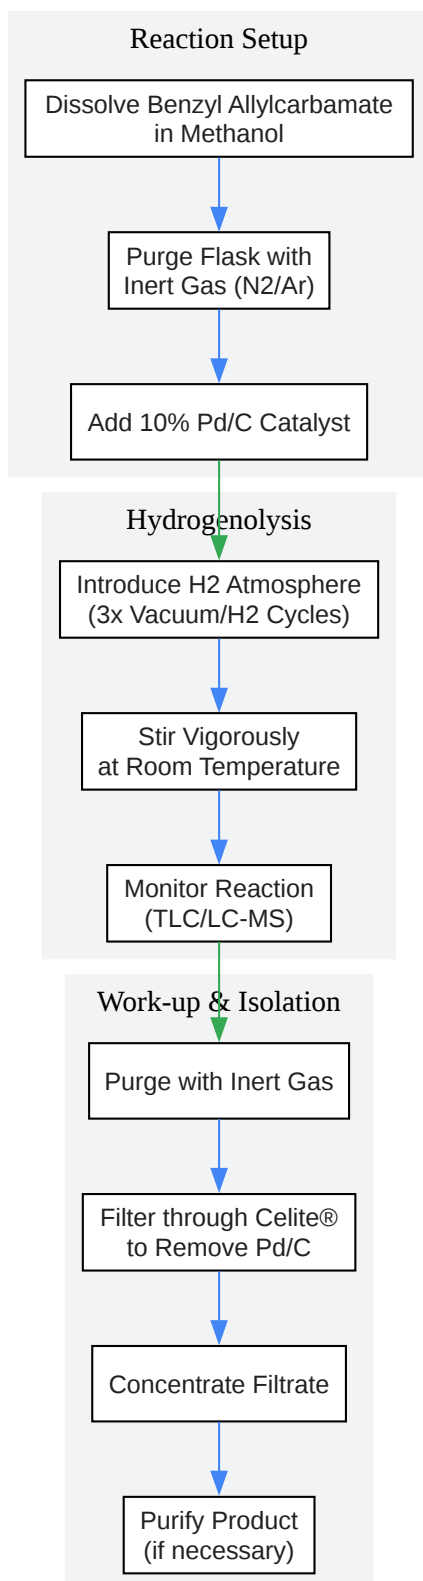 Reaction Setup
Dissolve Benzyl Allylcarbamate
in Methanol
Purge Flask with
Inert Gas (N2/Ar)
Add 10% Pd/C Catalyst
Hydrogenolysis
Introduce H2 Atmosphere
(3x Vacuum/H2 Cycles)
Stir Vigorously
at Room Temperature
Monitor Reaction
(TLC/LC-MS)
Work-up & Isolation
Purge with Inert Gas
Filter through Celite®
to Remove Pd/C
Concentrate Filtrate
Purify Product
(if necessary)